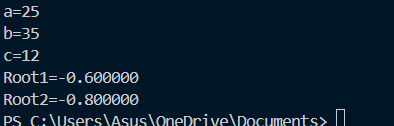 a=25
b=35
c=12
Root1=-0.600000
Root2=-0.800000
PS C:\Users\Asus\OneDrive\Documents>